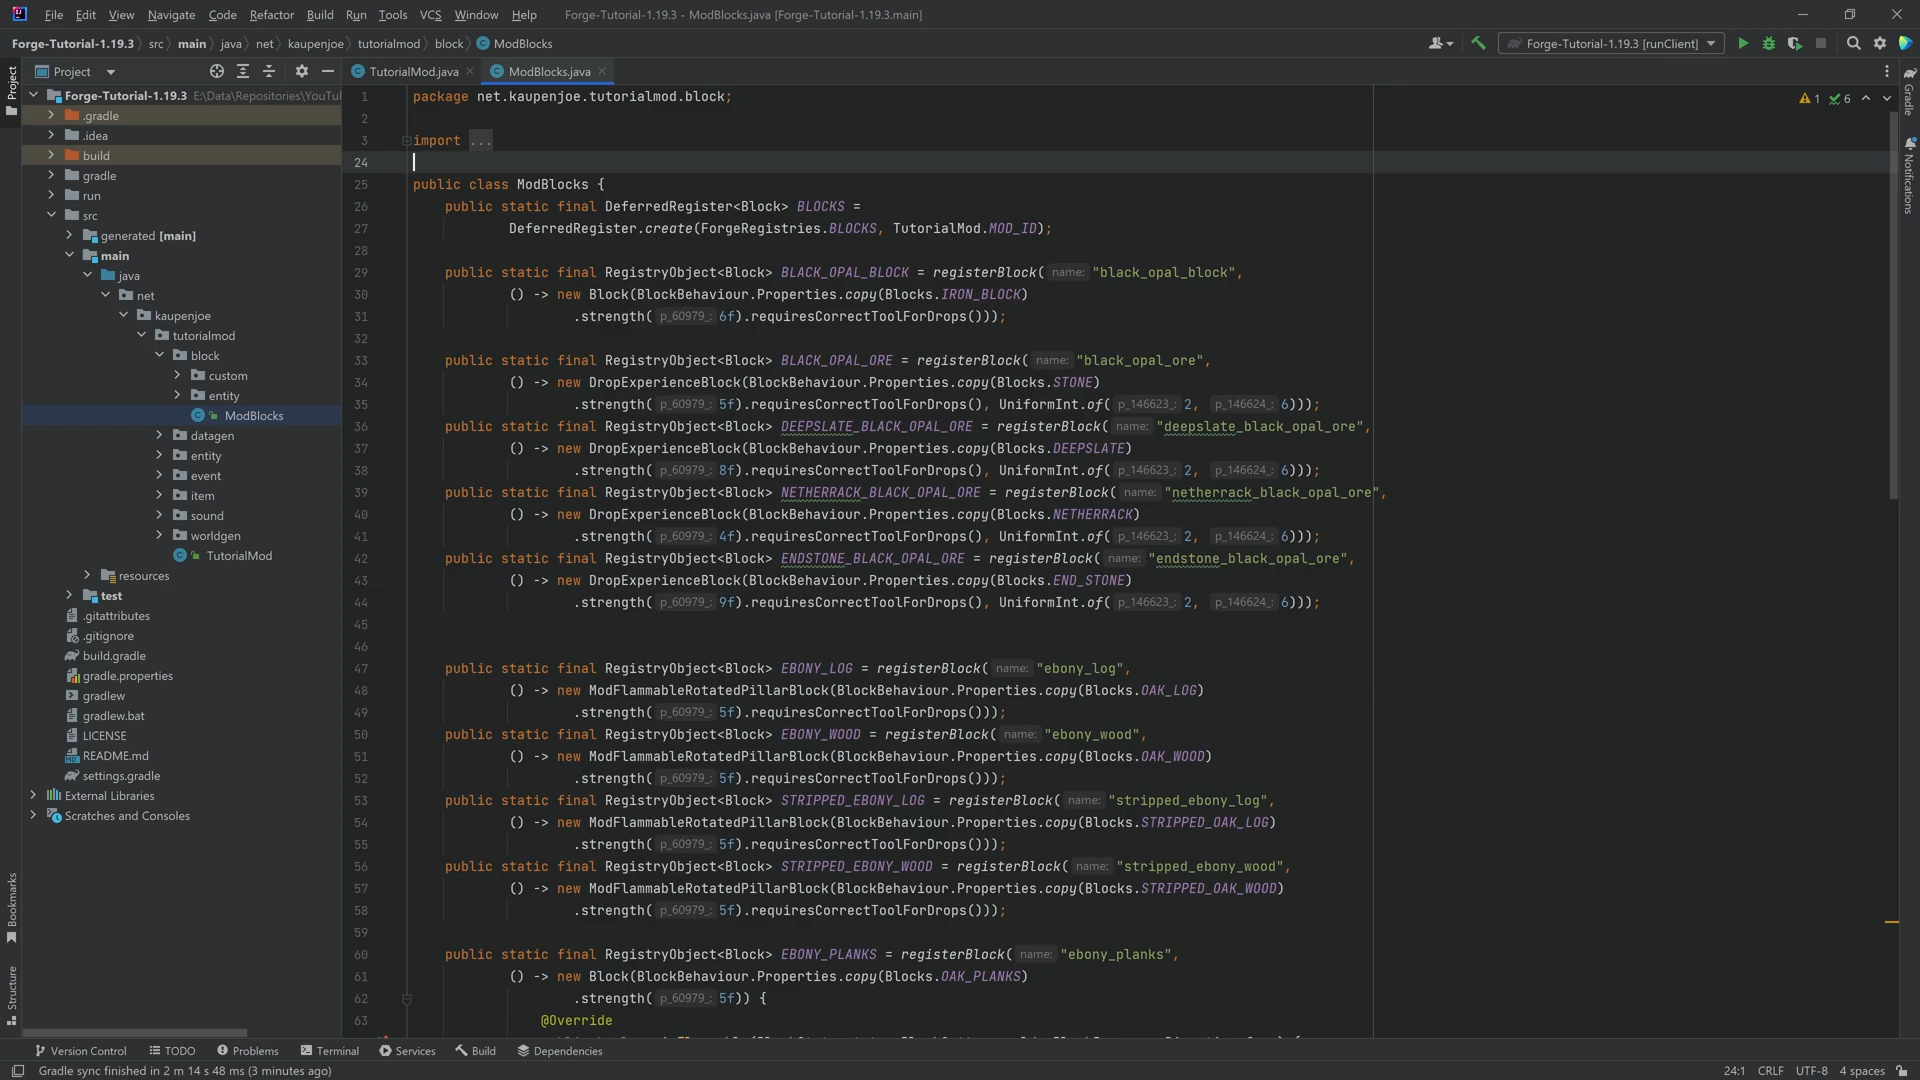 File Edit View Navigate Code Refactor Build Run Tools VCS Window Help Forge-Tutorial-1.19.3 - ModBlocks.java [Forge-Tutorial-1.19.3.main]
Forge-Tutorial-1.19.3 src main java net kaupenjoe tutorialmod block ModBlocks Forge-Tutorial-1.19.3 [runClient]
Project
Project
Forge-Tutorial-1.19.3 E:\Data\Repositories\YouTu
.gradle
.idea
build
gradle
run
src
generated [main]
main
java
net
kaupenjoe
tutorialmod
block
custom
entity
ModBlocks
datagen
entity
event
item
sound
worldgen
TutorialMod
resources
test
.gitattributes
.gitignore
build.gradle
gradle.properties
gradlew
gradlew.bat
LICENSE
README.md
settings.gradle
External Libraries
Scratches and Consoles
Bookmarks
Structure
TutorialMod.java ModBlocks.java
1 6
1 package net.kaupenjoe.tutorialmod.block;
2
3 import ...
24
25 public class ModBlocks {
26 public static final DeferredRegister<Block> BLOCKS =
27 DeferredRegister.create(ForgeRegistries.BLOCKS, TutorialMod.MOD_ID);
28
29 public static final RegistryObject<Block> BLACK_OPAL_BLOCK = registerBlock( name: "black_opal_block",
30 () -> new Block(BlockBehaviour.Properties.copy(Blocks.IRON_BLOCK)
31 .strength( p_60979_: 6f).requiresCorrectToolForDrops()));
32
33 public static final RegistryObject<Block> BLACK_OPAL_ORE = registerBlock( name: "black_opal_ore",
34 () -> new DropExperienceBlock(BlockBehaviour.Properties.copy(Blocks.STONE)
35 .strength( p_60979_: 5f).requiresCorrectToolForDrops(), UniformInt.of( p_146623_: 2, p_146624_: 6)));
36 public static final RegistryObject<Block> DEEPSLATE_BLACK_OPAL_ORE = registerBlock( name: "deepslate_black_opal_ore",
37 () -> new DropExperienceBlock(BlockBehaviour.Properties.copy(Blocks.DEEPSLATE)
38 .strength( p_60979_: 8f).requiresCorrectToolForDrops(), UniformInt.of( p_146623_: 2, p_146624_: 6)));
39 public static final RegistryObject<Block> NETHERRACK_BLACK_OPAL_ORE = registerBlock( name: "netherrack_black_opal_ore",
40 () -> new DropExperienceBlock(BlockBehaviour.Properties.copy(Blocks.NETHERRACK)
41 .strength( p_60979_: 4f).requiresCorrectToolForDrops(), UniformInt.of( p_146623_: 2, p_146624_: 6)));
42 public static final RegistryObject<Block> ENDSTONE_BLACK_OPAL_ORE = registerBlock( name: "endstone_black_opal_ore",
43 () -> new DropExperienceBlock(BlockBehaviour.Properties.copy(Blocks.END_STONE)
44 .strength( p_60979_: 9f).requiresCorrectToolForDrops(), UniformInt.of( p_146623_: 2, p_146624_: 6)));
45
46
47 public static final RegistryObject<Block> EBONY_LOG = registerBlock( name: "ebony_log",
48 () -> new ModFlammableRotatedPillarBlock(BlockBehaviour.Properties.copy(Blocks.OAK_LOG)
49 .strength( p_60979_: 5f).requiresCorrectToolForDrops()));
50 public static final RegistryObject<Block> EBONY_WOOD = registerBlock( name: "ebony_wood",
51 () -> new ModFlammableRotatedPillarBlock(BlockBehaviour.Properties.copy(Blocks.OAK_WOOD)
52 .strength( p_60979_: 5f).requiresCorrectToolForDrops()));
53 public static final RegistryObject<Block> STRIPPED_EBONY_LOG = registerBlock( name: "stripped_ebony_log",
54 () -> new ModFlammableRotatedPillarBlock(BlockBehaviour.Properties.copy(Blocks.STRIPPED_OAK_LOG)
55 .strength( p_60979_: 5f).requiresCorrectToolForDrops()));
56 public static final RegistryObject<Block> STRIPPED_EBONY_WOOD = registerBlock( name: "stripped_ebony_wood",
57 () -> new ModFlammableRotatedPillarBlock(BlockBehaviour.Properties.copy(Blocks.STRIPPED_OAK_WOOD)
58 .strength( p_60979_: 5f).requiresCorrectToolForDrops()));
59
60 public static final RegistryObject<Block> EBONY_PLANKS = registerBlock( name: "ebony_planks",
61 () -> new Block(BlockBehaviour.Properties.copy(Blocks.OAK_PLANKS)
62 .strength( p_60979_: 5f)) {
63 @Override
Gradle
Notifications
Version Control TODO Problems Terminal Services Build Dependencies
Gradle sync finished in 2 m 14 s 48 ms (3 minutes ago) 24:1 CRLF UTF-8 4 spaces